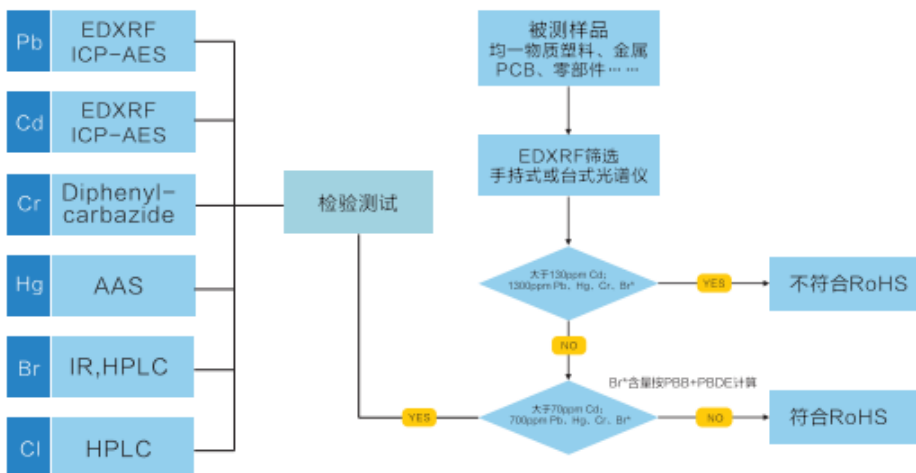 Pb
EDXRF
ICP-AES
Cd
EDXRF
ICP-AES
Cr
Diphenyl-
carbazide
Hg
AAS
Br
IR,HPLC
Cl
HPLC
检验测试
被测样品
均一物质塑料、金属
PCB、零部件……
EDXRF筛选
手持式或台式光谱仪
大于130ppm Cd;
1300ppm Pb、Hg、Cr、Br*
YES
不符合RoHS
NO
Br*含量按PBB+PBDE计算
大于70ppm Cd;
700ppm Pb、Hg、Cr、Br*
YES
NO
符合RoHS